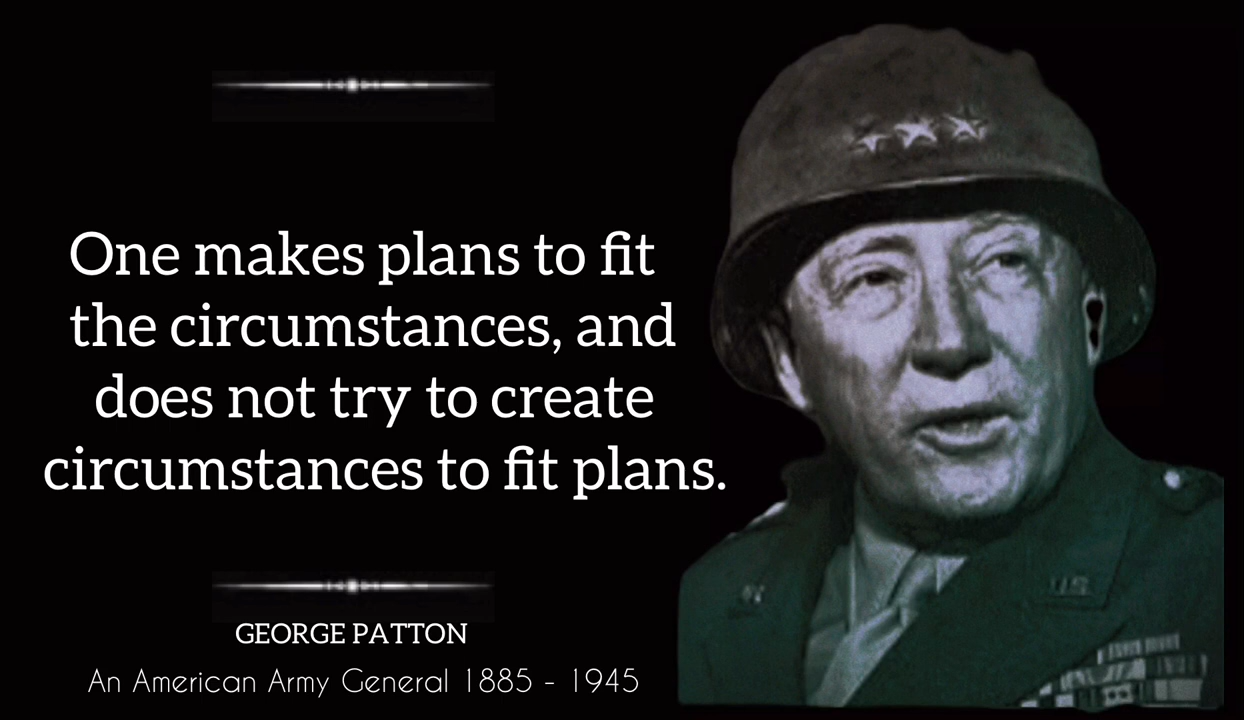 One makes plans to fit
the circumstances, and
does not try to create
circumstances to fit plans.
GEORGE PATTON
An American Army General 1885 - 1945
US